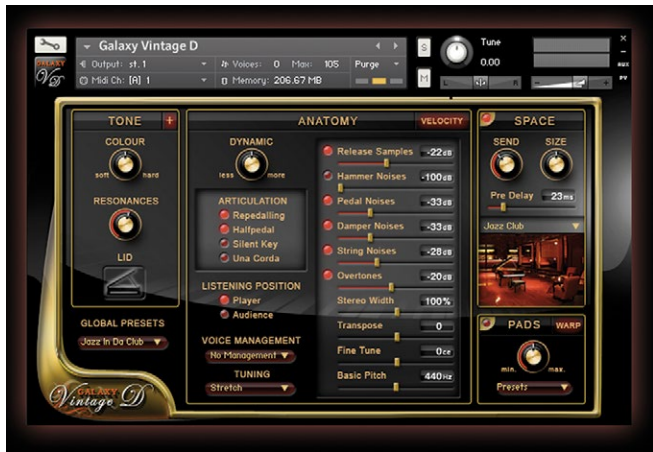 Galaxy Vintage D
Output: st.1
Voices: 0 Max: 105
Purge
Midi Ch: [A] 1
Memory: 206.67 MB
S
M
Tune
0.00
L R
AUX
PV
GALAXY
VD
TONE +
COLOUR
soft hard
RESONANCES
LID
GLOBAL PRESETS
Jazz In Da Club
GALAXY
Vintage D
ANATOMY
VELOCITY
DYNAMIC
less more
ARTICULATION
Repedalling
Halfpedal
Silent Key
Una Corda
LISTENING POSITION
Player
Audience
VOICE MANAGEMENT
No Management
TUNING
Stretch
Release Samples -22dB
Hammer Noises -100dB
Pedal Noises -33dB
Damper Noises -33dB
String Noises -28dB
Overtones -20dB
Stereo Width 100%
Transpose 0
Fine Tune 0ct
Basic Pitch 440Hz
SPACE
SEND SIZE
Pre Delay 23ms
Jazz Club
PADS WARP
min. max.
Presets